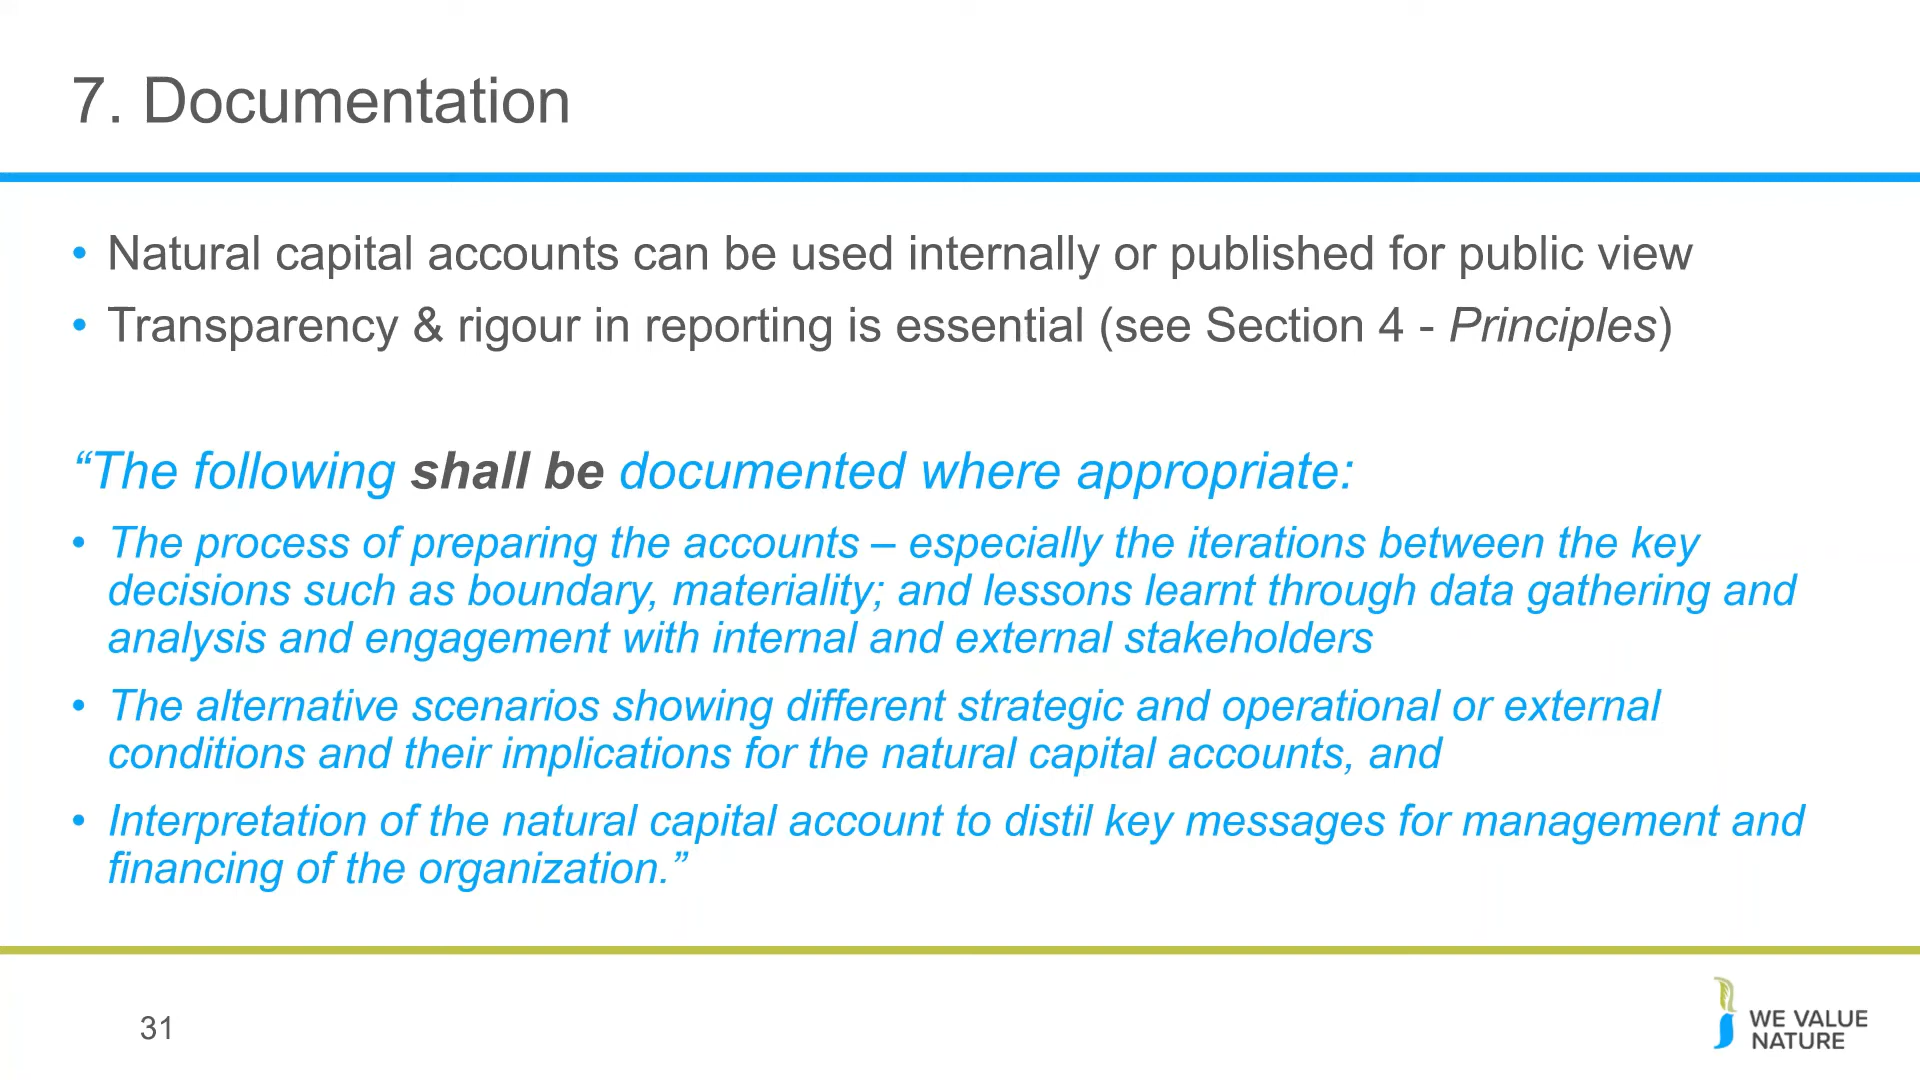 7. Documentation
• Natural capital accounts can be used internally or published for public view
• Transparency & rigour in reporting is essential (see Section 4 - Principles)
“The following shall be documented where appropriate:
• The process of preparing the accounts – especially the iterations between the key
decisions such as boundary, materiality; and lessons learnt through data gathering and
analysis and engagement with internal and external stakeholders
• The alternative scenarios showing different strategic and operational or external
conditions and their implications for the natural capital accounts, and
• Interpretation of the natural capital account to distil key messages for management and
financing of the organization.”
31
WE VALUE
NATURE